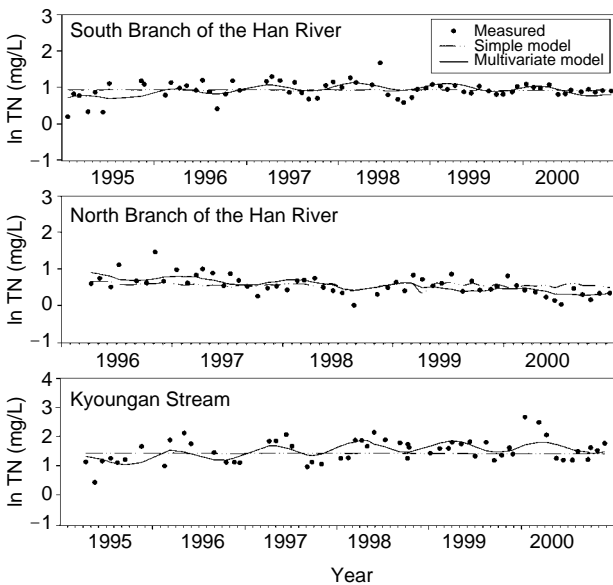 South Branch of the Han River
Measured
Simple model
Multivariate model
ln TN (mg/L)
3
2
1
0
−1
1995 1996 1997 1998 1999 2000
North Branch of the Han River
ln TN (mg/L)
3
2
1
0
−1
1996 1997 1998 1999 2000
Kyoungan Stream
ln TN (mg/L)
4
3
2
1
0
−1
1995 1996 1997 1998 1999 2000
Year